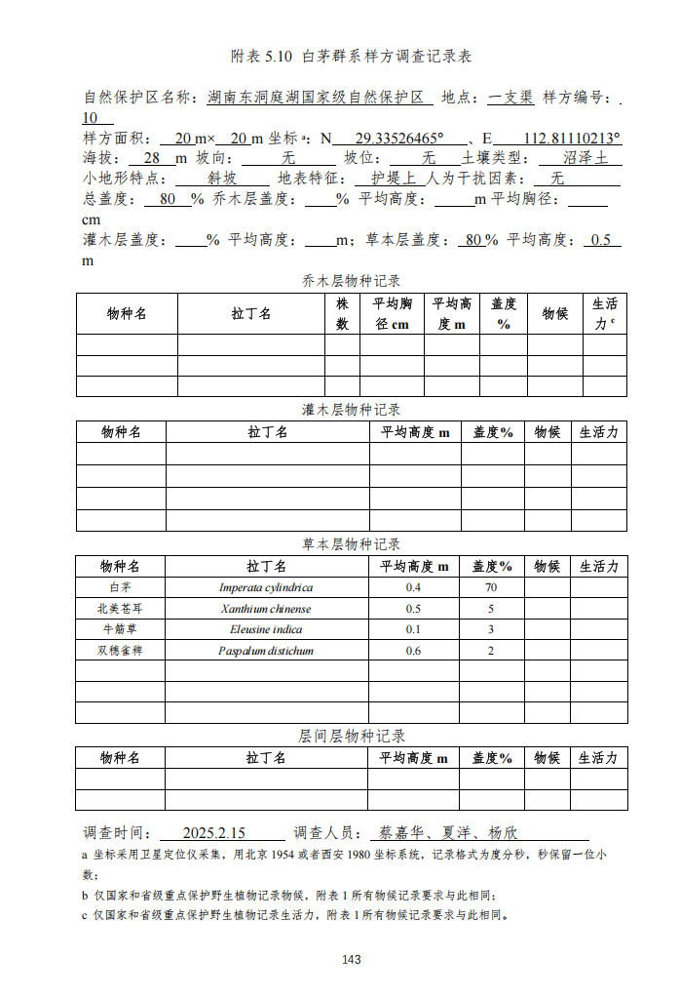 附表 5.10 白茅群系样方调查记录表
自然保护区名称：湖南东洞庭湖国家级自然保护区 地点：一支渠 样方编号：
10
样方面积： 20 m× 20 m 坐标 a：N 29.33526465° 、E 112.81110213°
海拔： 28 m 坡向： 无 坡位： 无 土壤类型： 沼泽土
小地形特点： 斜坡 地表特征： 护堤上 人为干扰因素： 无
总盖度： 80 % 乔木层盖度： % 平均高度： m 平均胸径：
cm
灌木层盖度： % 平均高度： m；草本层盖度： 80 % 平均高度： 0.5
m
乔木层物种记录
物种名 拉丁名 株数 平均胸径 cm 平均高度 m 盖度% 物候 生活力 c
灌木层物种记录
物种名 拉丁名 平均高度 m 盖度% 物候 生活力
草本层物种记录
物种名 拉丁名 平均高度 m 盖度% 物候 生活力
白茅 Imperata cylindrica 0.4 70
北美苍耳 Xanthium chinense 0.5 5
牛筋草 Eleusine indica 0.1 3
双穗雀稗 Paspalum distichum 0.6 2
层间层物种记录
物种名 拉丁名 平均高度 m 盖度% 物候 生活力
调查时间： 2025.2.15 调查人员： 蔡嘉华、夏洋、杨欣
a 坐标采用卫星定位仪采集，用北京 1954 或者西安 1980 坐标系统，记录格式为度分秒，秒保留一位小
数；
b 仅国家和省级重点保护野生植物记录物候，附表 1 所有物候记录要求与此相同；
c 仅国家和省级重点保护野生植物记录生活力，附表 1 所有物候记录要求与此相同。
143